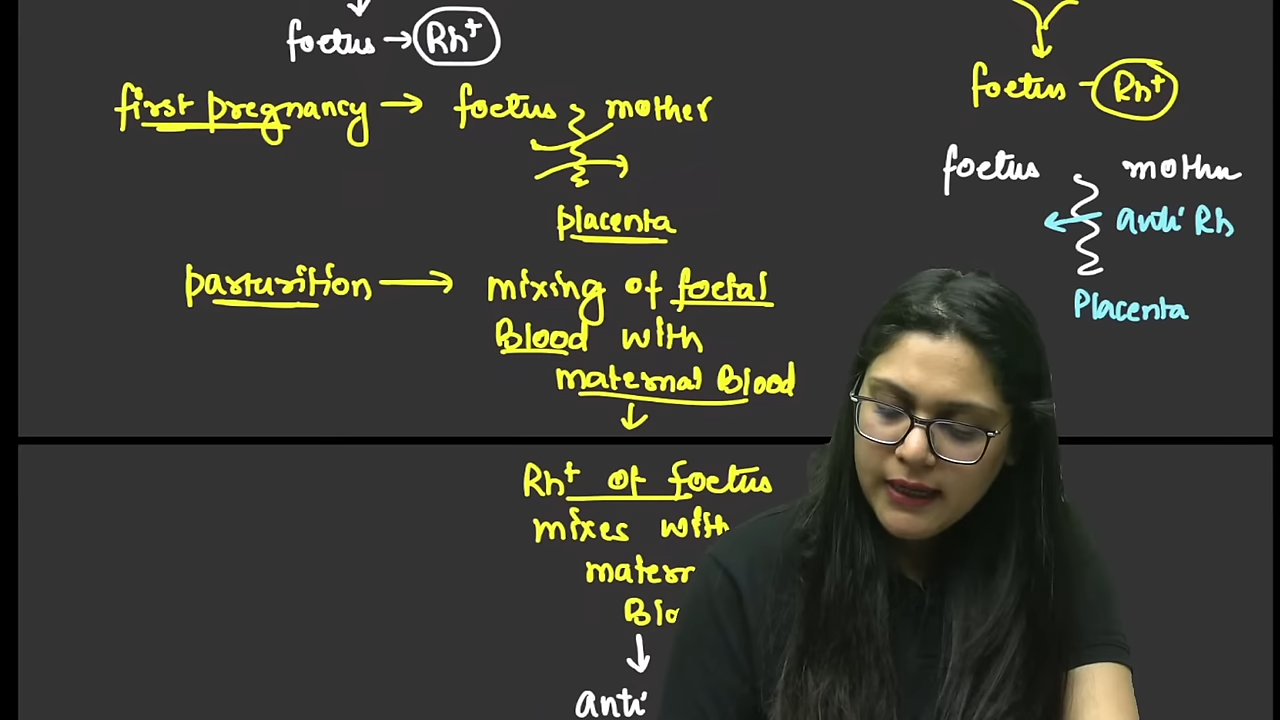 foetus → Rh+
first pregnancy → foetus mother
placenta
parturition → mixing of foetal
Blood with
maternal Blood
↓
Rh+ of foetus
mixes with
↓
anti
foetus - Rh+
foetus mother
← anti Rh
Placenta